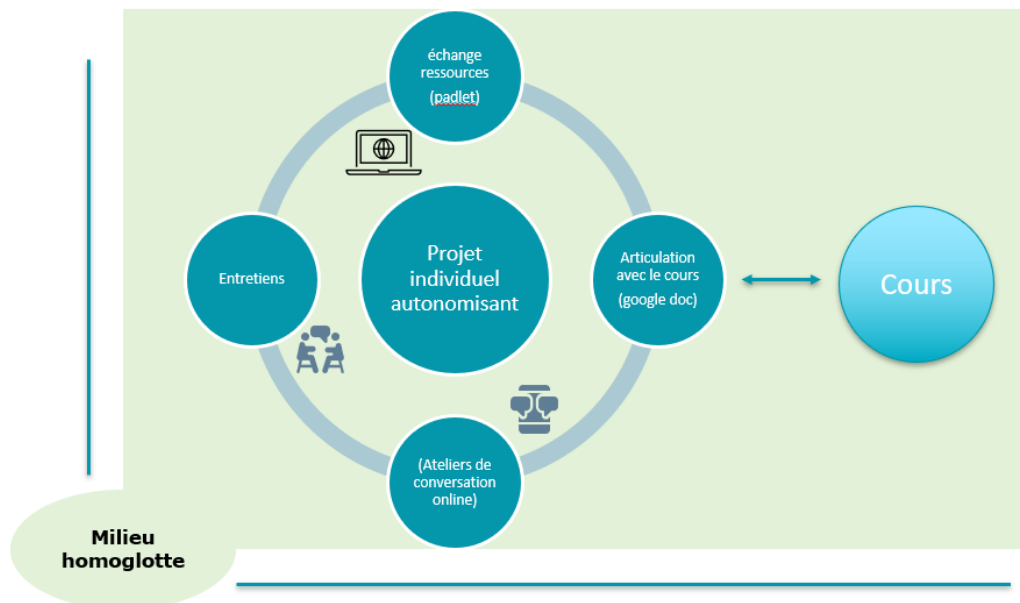 échange
ressources
(padlet)
Entretiens
Projet
individuel
autonomisant
Articulation
avec le cours
(google doc)
Cours
(Ateliers de
conversation
online)
Milieu
homoglotte